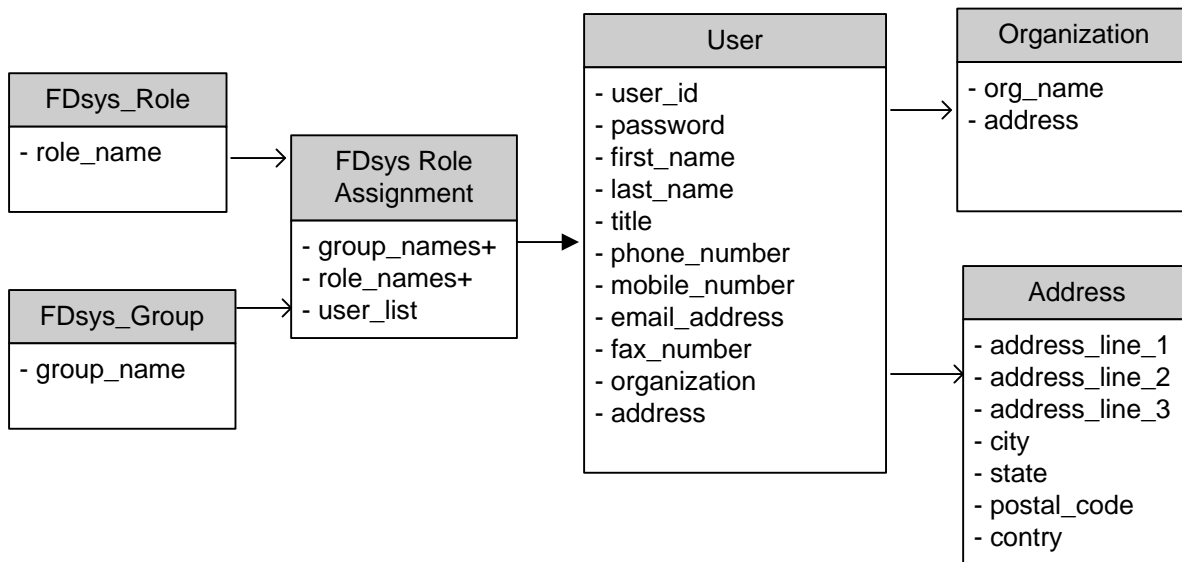 FDsys_Role
- role_name
FDsys_Group
- group_name
FDsys Role
Assignment
- group_names+
- role_names+
- user_list
User
- user_id
- password
- first_name
- last_name
- title
- phone_number
- mobile_number
- email_address
- fax_number
- organization
- address
Organization
- org_name
- address
Address
- address_line_1
- address_line_2
- address_line_3
- city
- state
- postal_code
- contry